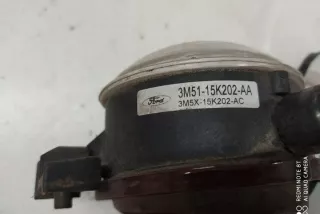 Ford
3M51-15K202-AA
3M5X-15K202-AC
REDMI NOTE 8T
AI QUAD CAMERA